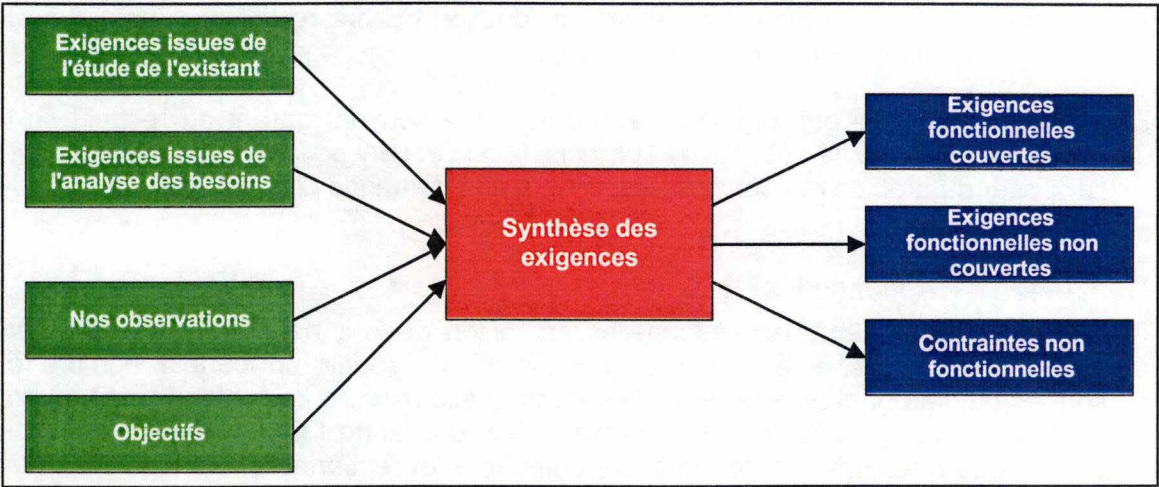 Exigences issues de
l'étude de l'existant
Exigences issues de
l'analyse des besoins
Nos observations
Objectifs
Synthèse des
exigences
Exigences
fonctionnelles
couvertes
Exigences
fonctionnelles non
couvertes
Contraintes non
fonctionnelles